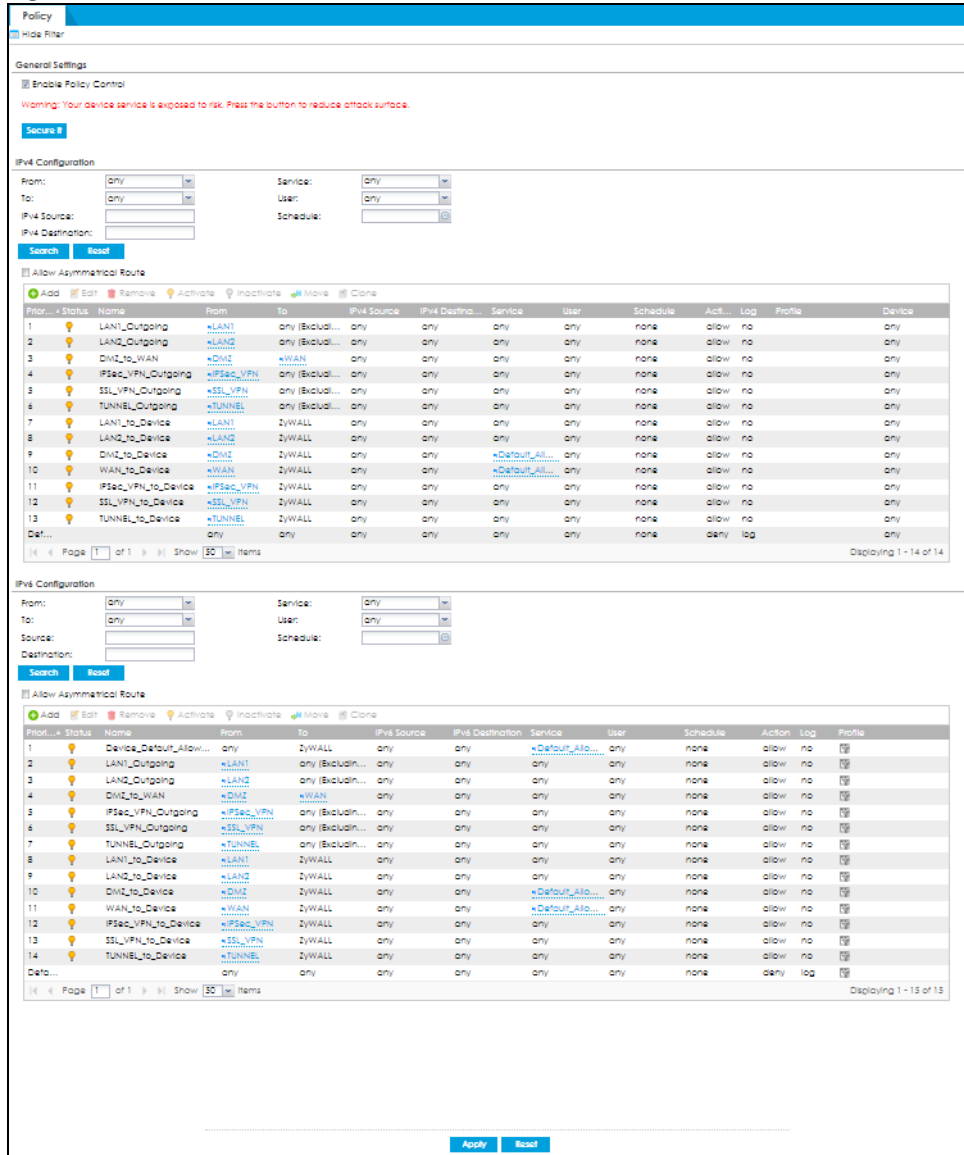 Policy
Hide Filter
General Settings
Enable Policy Control
Warning: Your device service is exposed to risk. Press the button to reduce attack surface.
Secure it
IPv4 Configuration
From: any Service: any
To: any User: any
IPv4 Source: Schedule:
IPv4 Destination:
Search Reset
Allow Asymmetrical Route
Add Edit Remove Activate Inactivate Move Clone
Prior... Status Name From To IPv4 Source IPv4 Destina... Service User Schedule Acti... Log Profile Device
1 LAN1_Outgoing LAN1 any (Excludi... any any any any none allow no any
2 LAN2_Outgoing LAN2 any (Excludi... any any any any none allow no any
3 DMZ_to_WAN DMZ WAN any any any any none allow no any
4 IPSec_VPN_Outgoing IPSec_VPN any (Excludi... any any any any none allow no any
5 SSL_VPN_Outgoing SSL_VPN any (Excludi... any any any any none allow no any
6 TUNNEL_Outgoing TUNNEL any (Excludi... any any any any none allow no any
7 LAN1_to_Device LAN1 ZyWALL any any any any none allow no any
8 LAN2_to_Device LAN2 ZyWALL any any any any none allow no any
9 DMZ_to_Device DMZ ZyWALL any any Default_All... any none allow no any
10 WAN_to_Device WAN ZyWALL any any Default_All... any none allow no any
11 IPSec_VPN_to_Device IPSec_VPN ZyWALL any any any any none allow no any
12 SSL_VPN_to_Device SSL_VPN ZyWALL any any any any none allow no any
13 TUNNEL_to_Device TUNNEL ZyWALL any any any any none allow no any
Def... any any any any any any none deny log any
Page 1 of 1 Show 50 items Displaying 1 - 14 of 14
IPv6 Configuration
From: any Service: any
To: any User: any
Source: Schedule:
Destination:
Search Reset
Allow Asymmetrical Route
Add Edit Remove Activate Inactivate Move Clone
Priori... Status Name From To IPv6 Source IPv6 Destination Service User Schedule Action Log Profile
1 Device_Default_Allow... any ZyWALL any any Default_Allo... any none allow no
2 LAN1_Outgoing LAN1 any (Excludin... any any any any none allow no
3 LAN2_Outgoing LAN2 any (Excludin... any any any any none allow no
4 DMZ_to_WAN DMZ WAN any any any any none allow no
5 IPSec_VPN_Outgoing IPSec_VPN any (Excludin... any any any any none allow no
6 SSL_VPN_Outgoing SSL_VPN any (Excludin... any any any any none allow no
7 TUNNEL_Outgoing TUNNEL any (Excludin... any any any any none allow no
8 LAN1_to_Device LAN1 ZyWALL any any any any none allow no
9 LAN2_to_Device LAN2 ZyWALL any any any any none allow no
10 DMZ_to_Device DMZ ZyWALL any any Default_Allo... any none allow no
11 WAN_to_Device WAN ZyWALL any any Default_Allo... any none allow no
12 IPSec_VPN_to_Device IPSec_VPN ZyWALL any any any any none allow no
13 SSL_VPN_to_Device SSL_VPN ZyWALL any any any any none allow no
14 TUNNEL_to_Device TUNNEL ZyWALL any any any any none allow no
Defa... any any any any any any none deny log
Page 1 of 1 Show 50 items Displaying 1 - 15 of 15
Apply Reset